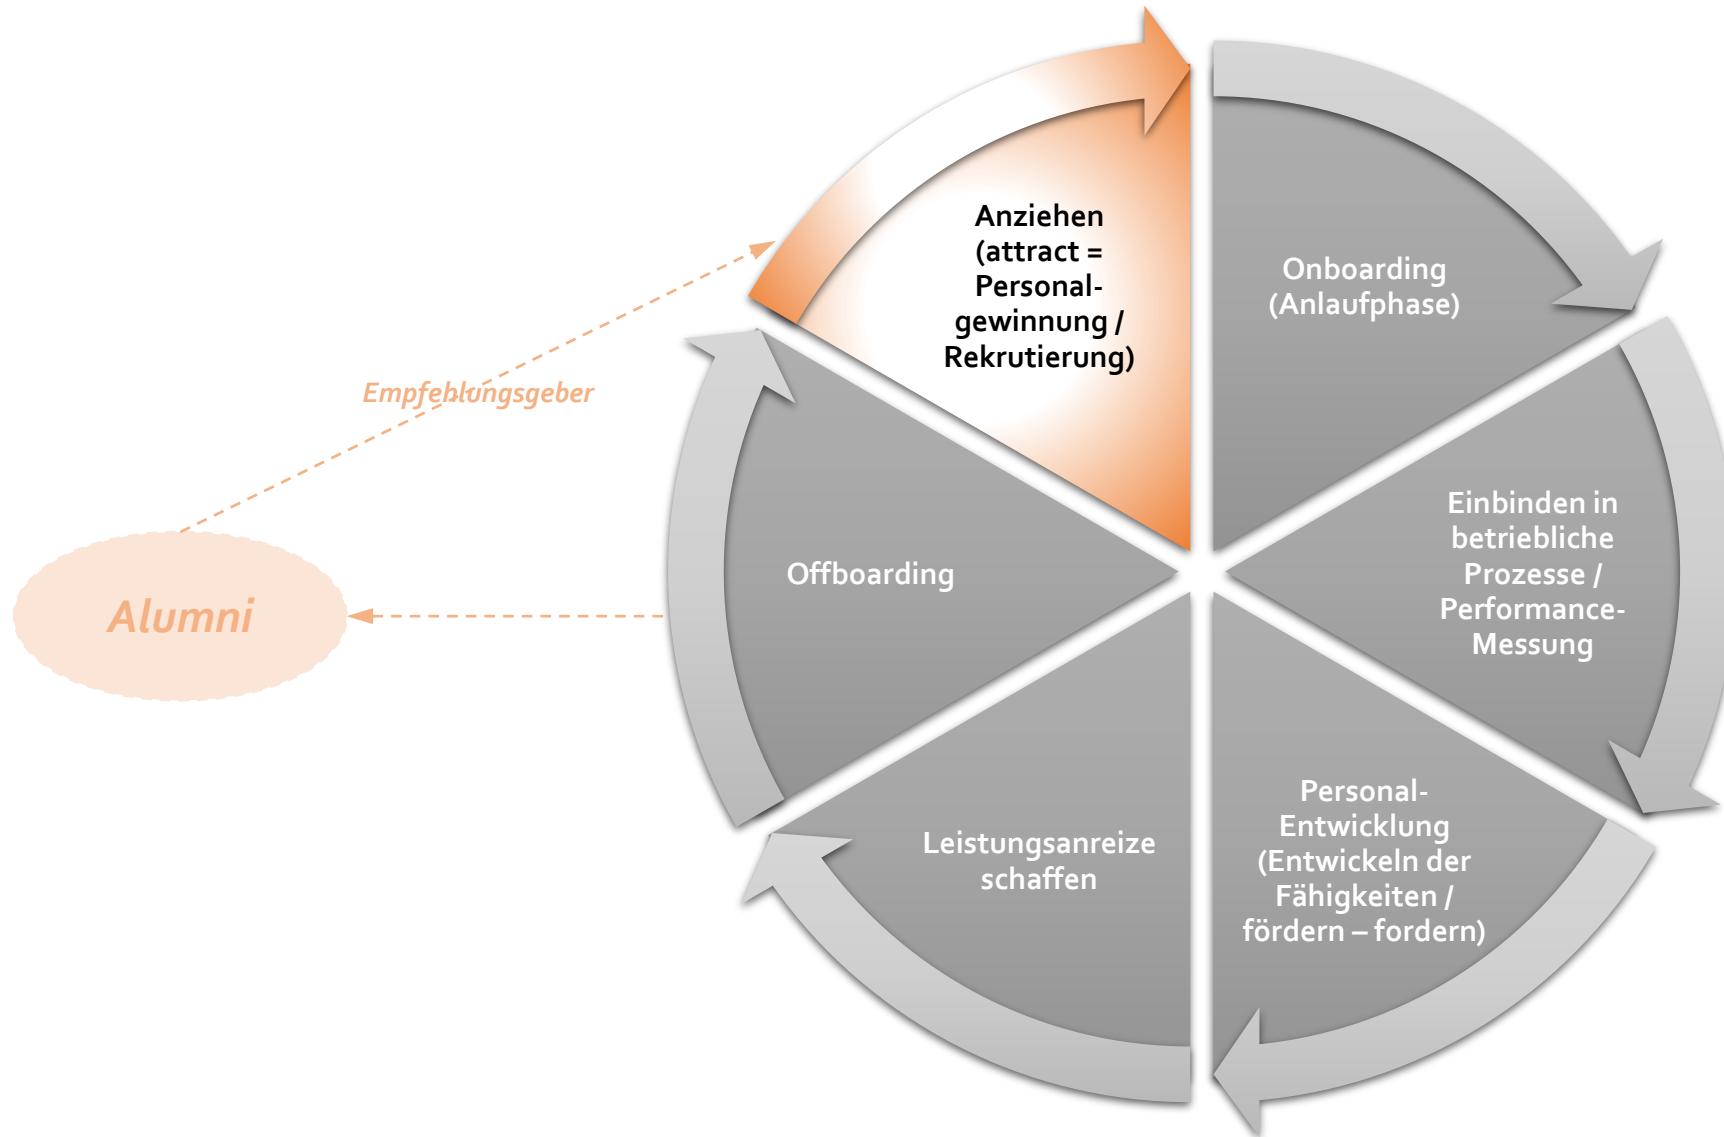 Anziehen
(attract =
Personal-
gewinnung /
Rekrutierung)
Onboarding
(Anlaufphase)
Einbinden in
betriebliche
Prozesse /
Performance-
Messung
Personal-
Entwicklung
(Entwickeln der
Fähigkeiten /
fördern – fordern)
Leistungsanreize
schaffen
Offboarding
Alumni
Empfehlungsgeber